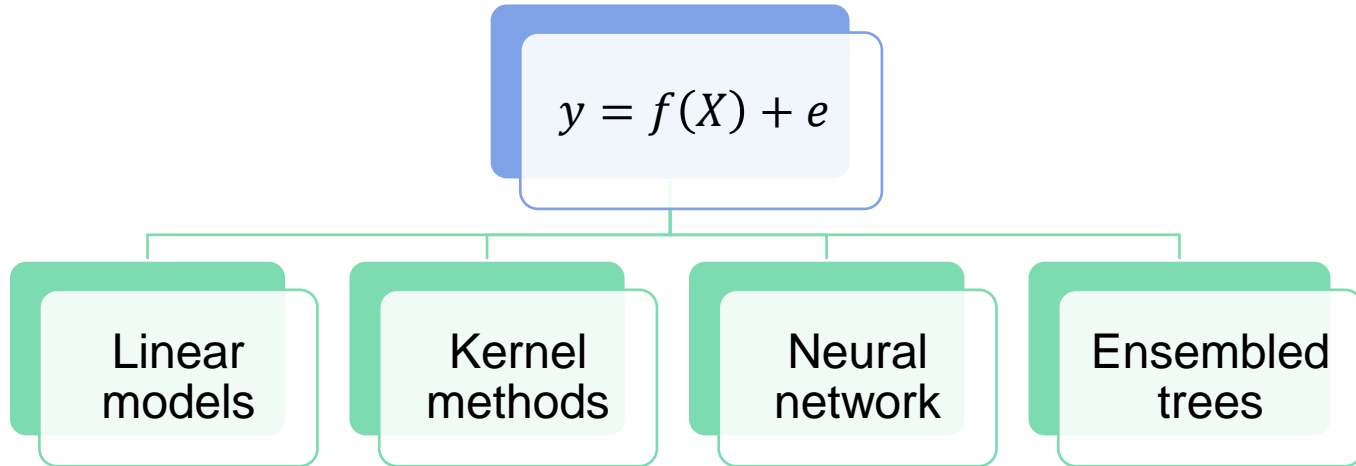 y = f(X) + e
Linear
models
Kernel
methods
Neural
network
Ensembled
trees